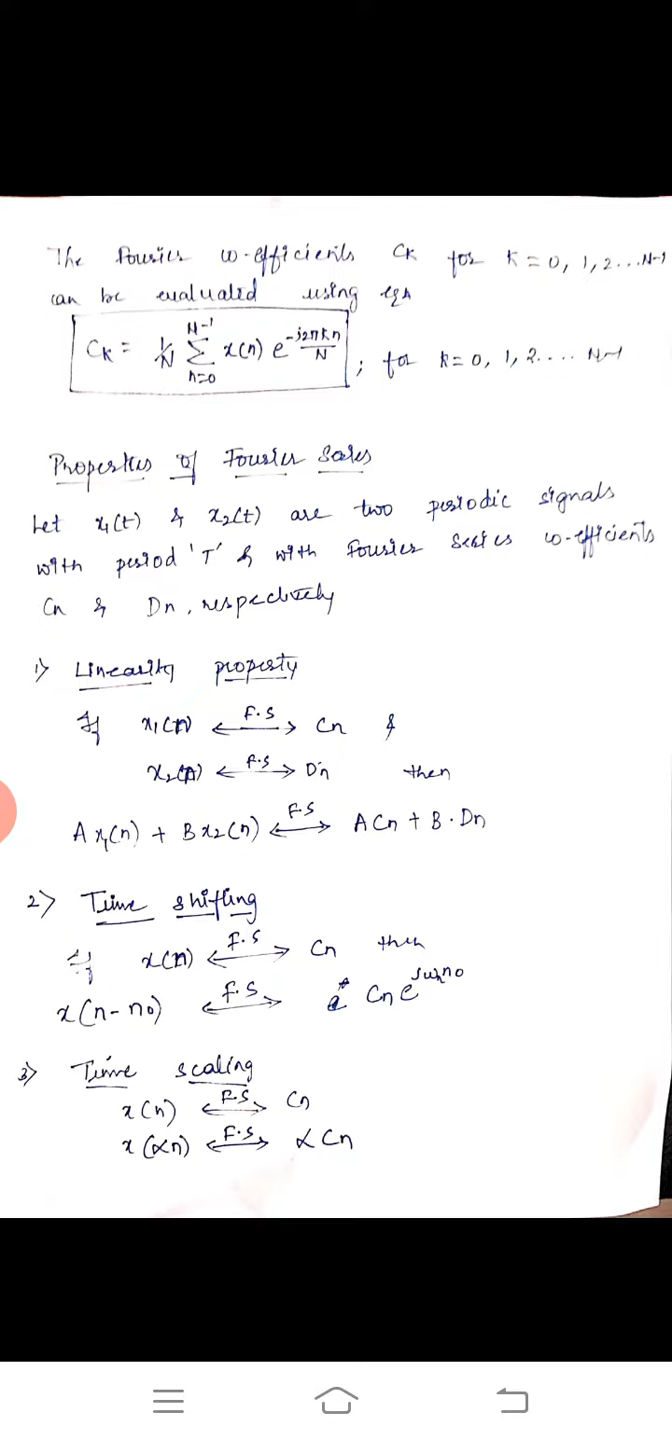 The Fourier co-efficients CK for K = 0, 1, 2 ... N-1
can be evaluated using eqn
CK = 1/N N-1 Σ n=0 x(n) e^-j2πkn/N ; for k = 0, 1, 2 .... N-1
Properties of Fourier Series
Let x1(t) & x2(t) are two periodic signals
with period 'T' & with Fourier Series co-efficients
Cn & Dn, respectively
1) Linearity property
If x1(n) <-F.S-> Cn &
x2(n) <-F.S-> Dn then
A x1(n) + B x2(n) <-F.S-> A Cn + B · Dn
2) Time shifting
if x(n) <-F.S-> Cn then
x(n - n0) <-F.S-> Cn e
3) Time scaling
x(n) <-F.S-> Cn
x(αn) <-F.S-> α Cn